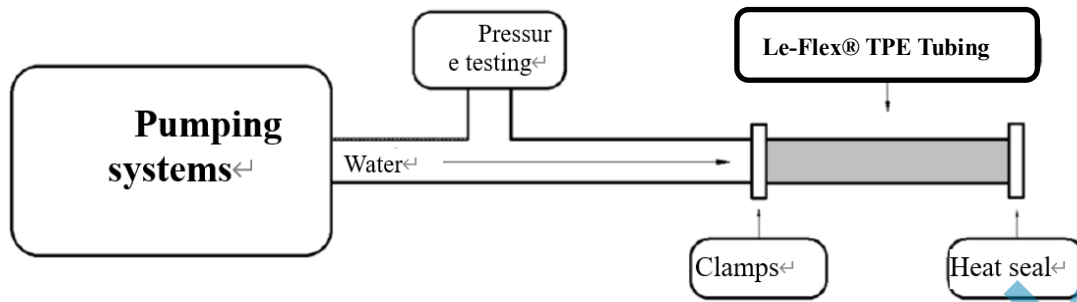 Pressur
e testing↵
Le-Flex® TPE Tubing
Pumping
systems↵
Water↵
Clamps↵
Heat seal↵